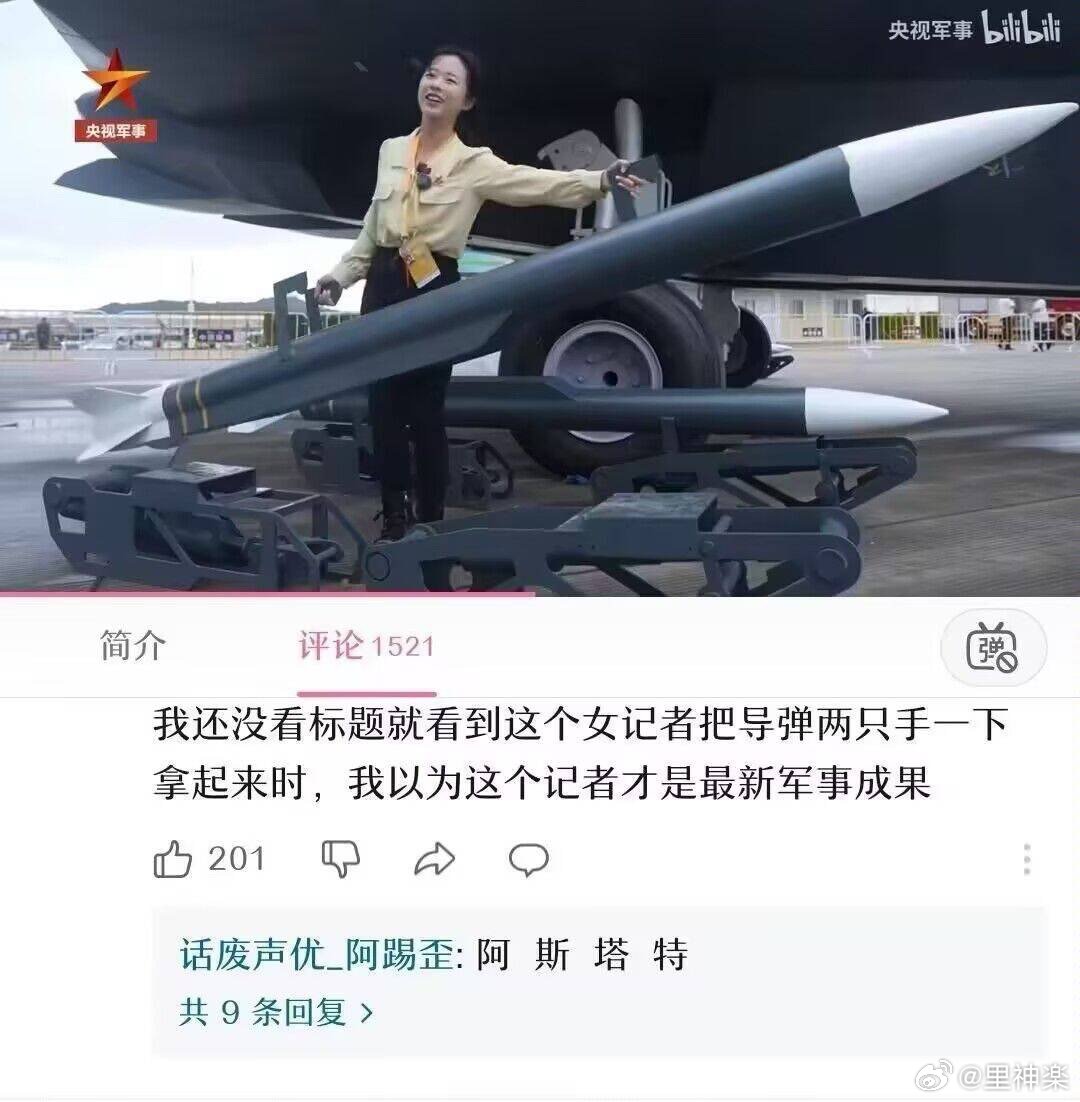 央视军事 bilibili
央视军事
简介
评论 1521
弹
我还没看标题就看到这个女记者把导弹两只手一下
拿起来时，我以为这个记者才是最新军事成果
201
话废声优_阿踢歪: 阿 斯 塔 特
共 9 条回复 >
@里神楽